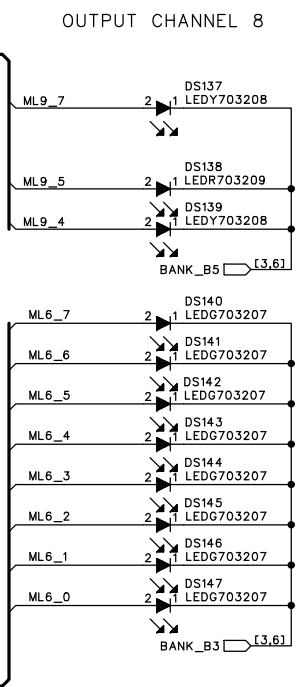 OUTPUT CHANNEL 8
DS137
ML9_7 2 1 LEDY703208
DS138
ML9_5 2 1 LEDR703209
DS139
ML9_4 2 1 LEDY703208
BANK_B5 [3,6]
DS140
ML6_7 2 1 LEDG703207
DS141
ML6_6 2 1 LEDG703207
DS142
ML6_5 2 1 LEDG703207
DS143
ML6_4 2 1 LEDG703207
DS144
ML6_3 2 1 LEDG703207
DS145
ML6_2 2 1 LEDG703207
DS146
ML6_1 2 1 LEDG703207
DS147
ML6_0 2 1 LEDG703207
BANK_B3 [3,6]